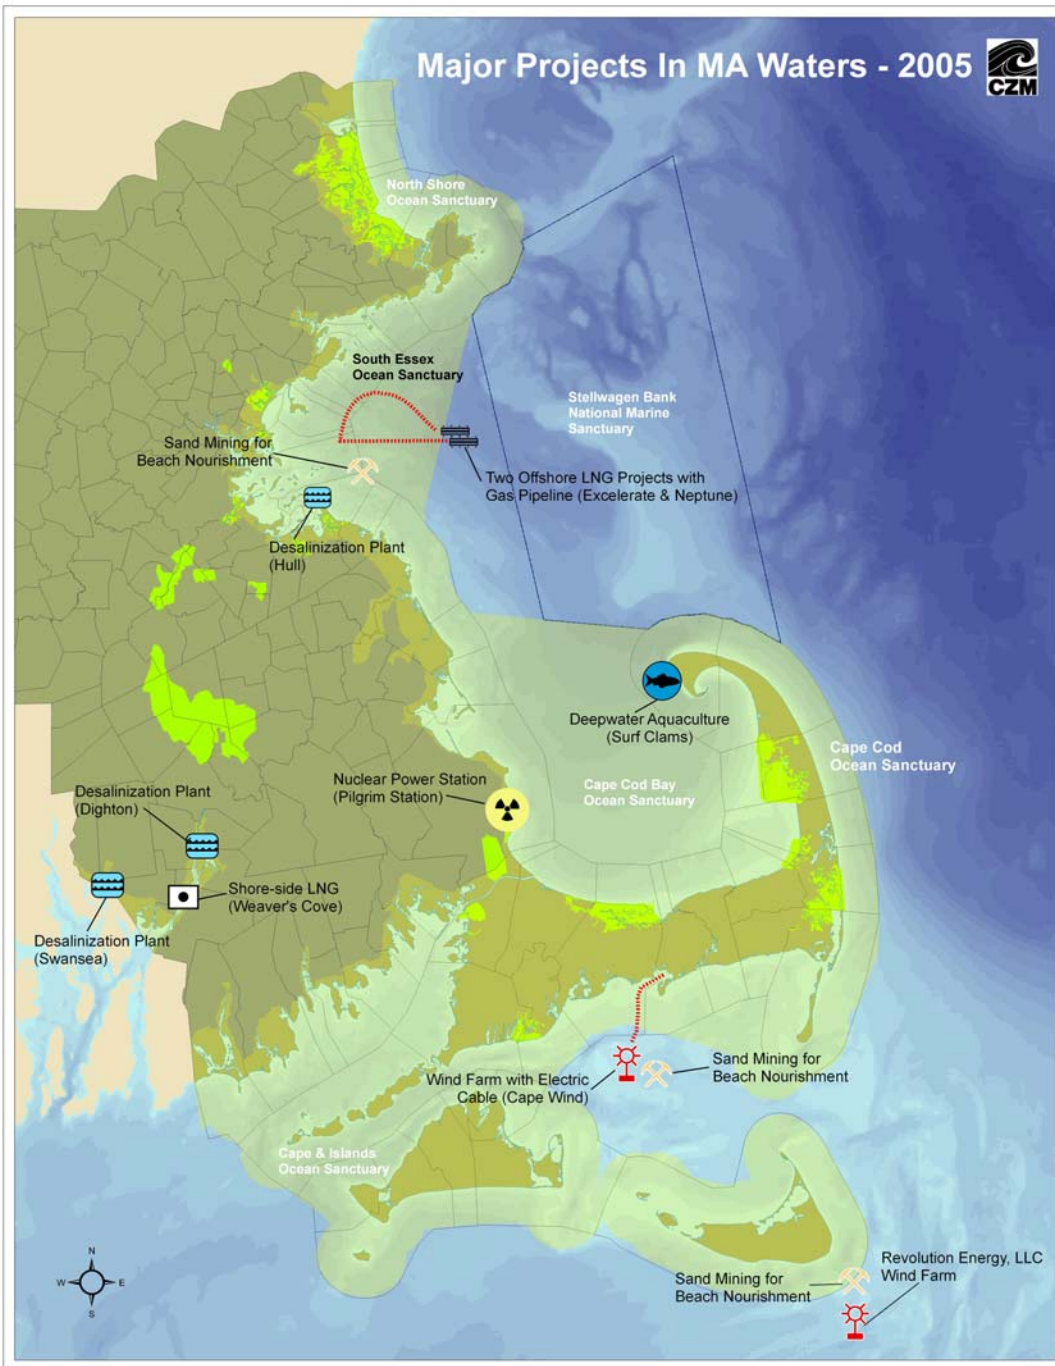 Major Projects In MA Waters - 2005
CZM
North Shore
Ocean Sanctuary
South Essex
Ocean Sanctuary
Stellwagen Bank
National Marine
Sanctuary
Sand Mining for
Beach Nourishment
Two Offshore LNG Projects with
Gas Pipeline (Excelerate & Neptune)
Desalinization Plant
(Hull)
Deepwater Aquaculture
(Surf Clams)
Cape Cod
Ocean Sanctuary
Nuclear Power Station
(Pilgrim Station)
Cape Cod Bay
Ocean Sanctuary
Desalinization Plant
(Dighton)
Shore-side LNG
(Weaver's Cove)
Desalinization Plant
(Swansea)
Wind Farm with Electric
Cable (Cape Wind)
Sand Mining for
Beach Nourishment
Cape & Islands
Ocean Sanctuary
N
W
E
S
Revolution Energy, LLC
Wind Farm
Sand Mining for
Beach Nourishment